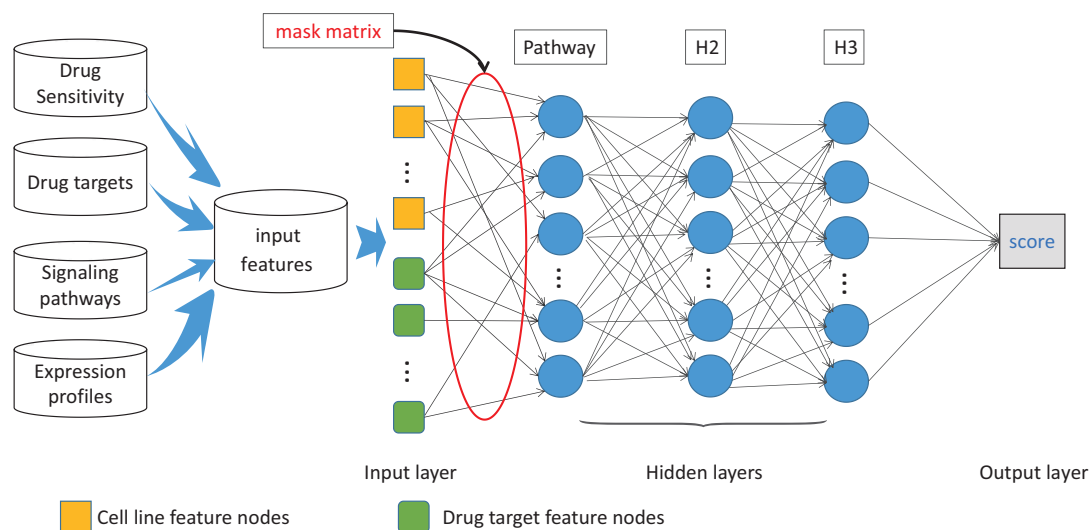 mask matrix
Pathway
H2
H3
Drug
Sensitivity
Drug targets
Signaling
pathways
Expression
profiles
input
features
...
...
...
...
...
...
score
Input layer
Hidden layers
Output layer
Cell line feature nodes
Drug target feature nodes